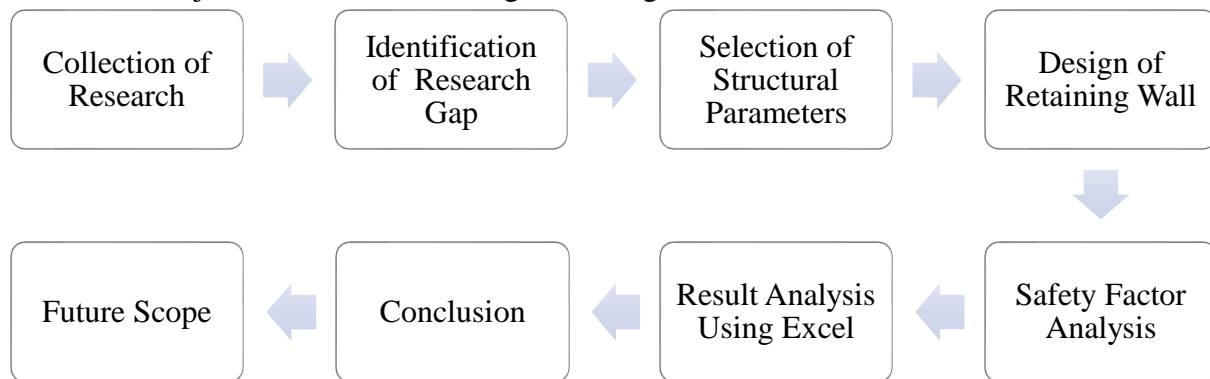 Collection of
Research
Identification
of Research
Gap
Selection of
Structural
Parameters
Design of
Retaining Wall
Safety Factor
Analysis
Result Analysis
Using Excel
Conclusion
Future Scope